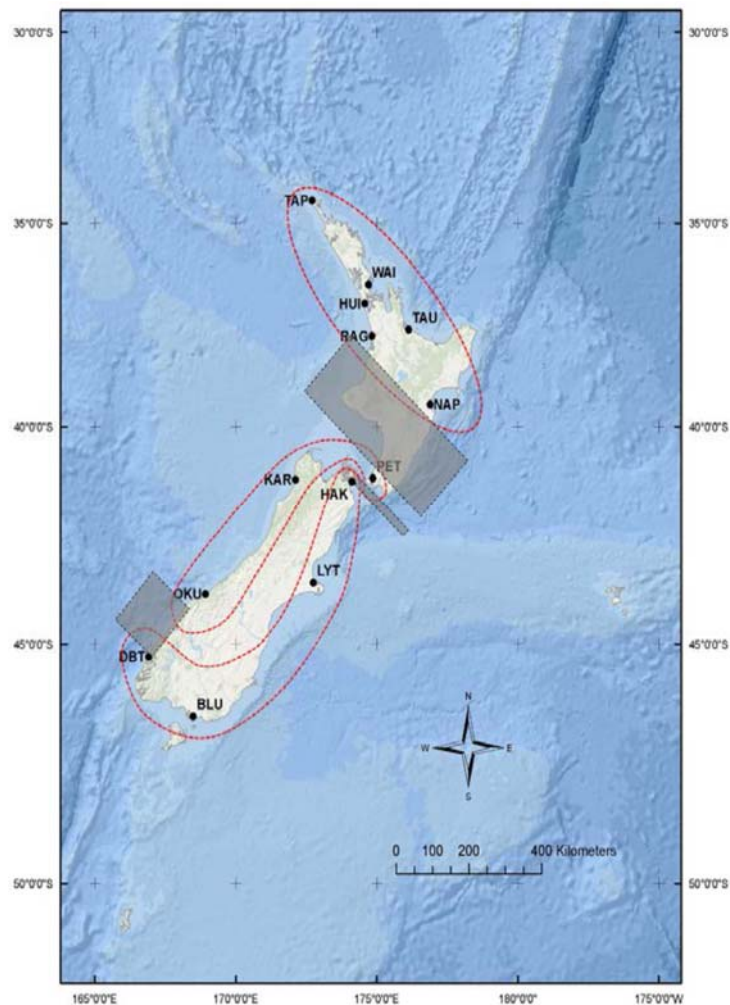 30°0'0"S
30°0'0"S
TAP
35°0'0"S
35°0'0"S
WAI
HUI
TAU
RAG
NAP
40°0'0"S
40°0'0"S
PET
KAR
HAK
LYT
OKU
45°0'0"S
45°0'0"S
DBT
BLU
N
W
E
S
0 100 200 400 Kilometers
50°0'0"S
50°0'0"S
165°0'0"E
170°0'0"E
175°0'0"E
180°0'0"
175°0'0"W